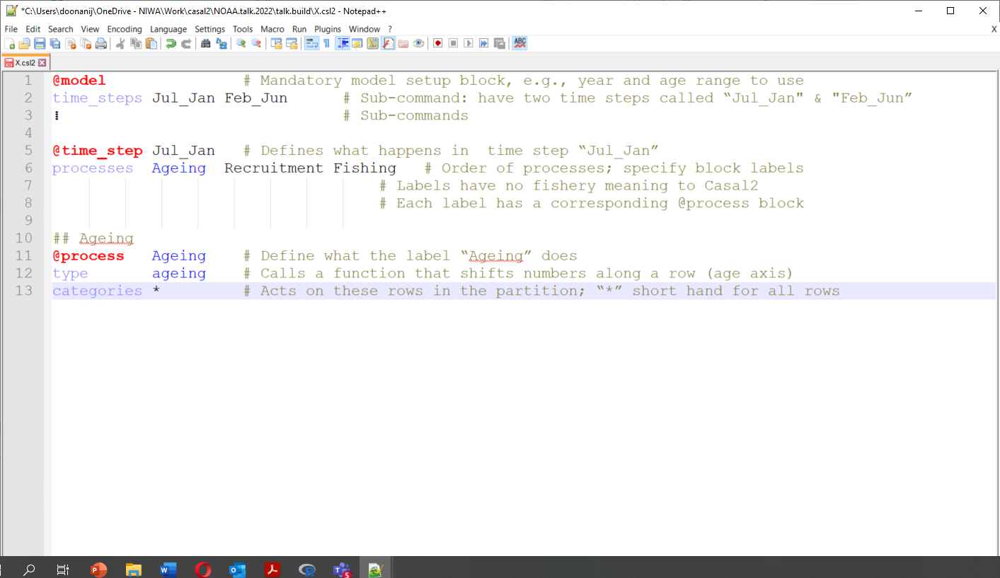 *C:\Users\doonanij\OneDrive - NIWA\Work\casal2\NOAA.talk.2022\talk.build\X.csl2 - Notepad++
File Edit Search View Encoding Language Settings Tools Macro Run Plugins Window ? X
ABC
X.csl2
1 @model # Mandatory model setup block, e.g., year and age range to use
2 time_steps Jul_Jan Feb_Jun # Sub-command: have two time steps called “Jul_Jan" & "Feb_Jun”
3 ⁝ # Sub-commands
4
5 @time_step Jul_Jan # Defines what happens in  time step “Jul_Jan”
6 processes Ageing Recruitment Fishing # Order of processes; specify block labels
7 # Labels have no fishery meaning to Casal2
8 # Each label has a corresponding @process block
9
10 ## Ageing
11 @process Ageing # Define what the label “Ageing” does
12 type ageing # Calls a function that shifts numbers along a row (age axis)
13 categories * # Acts on these rows in the partition; “*” short hand for all rows